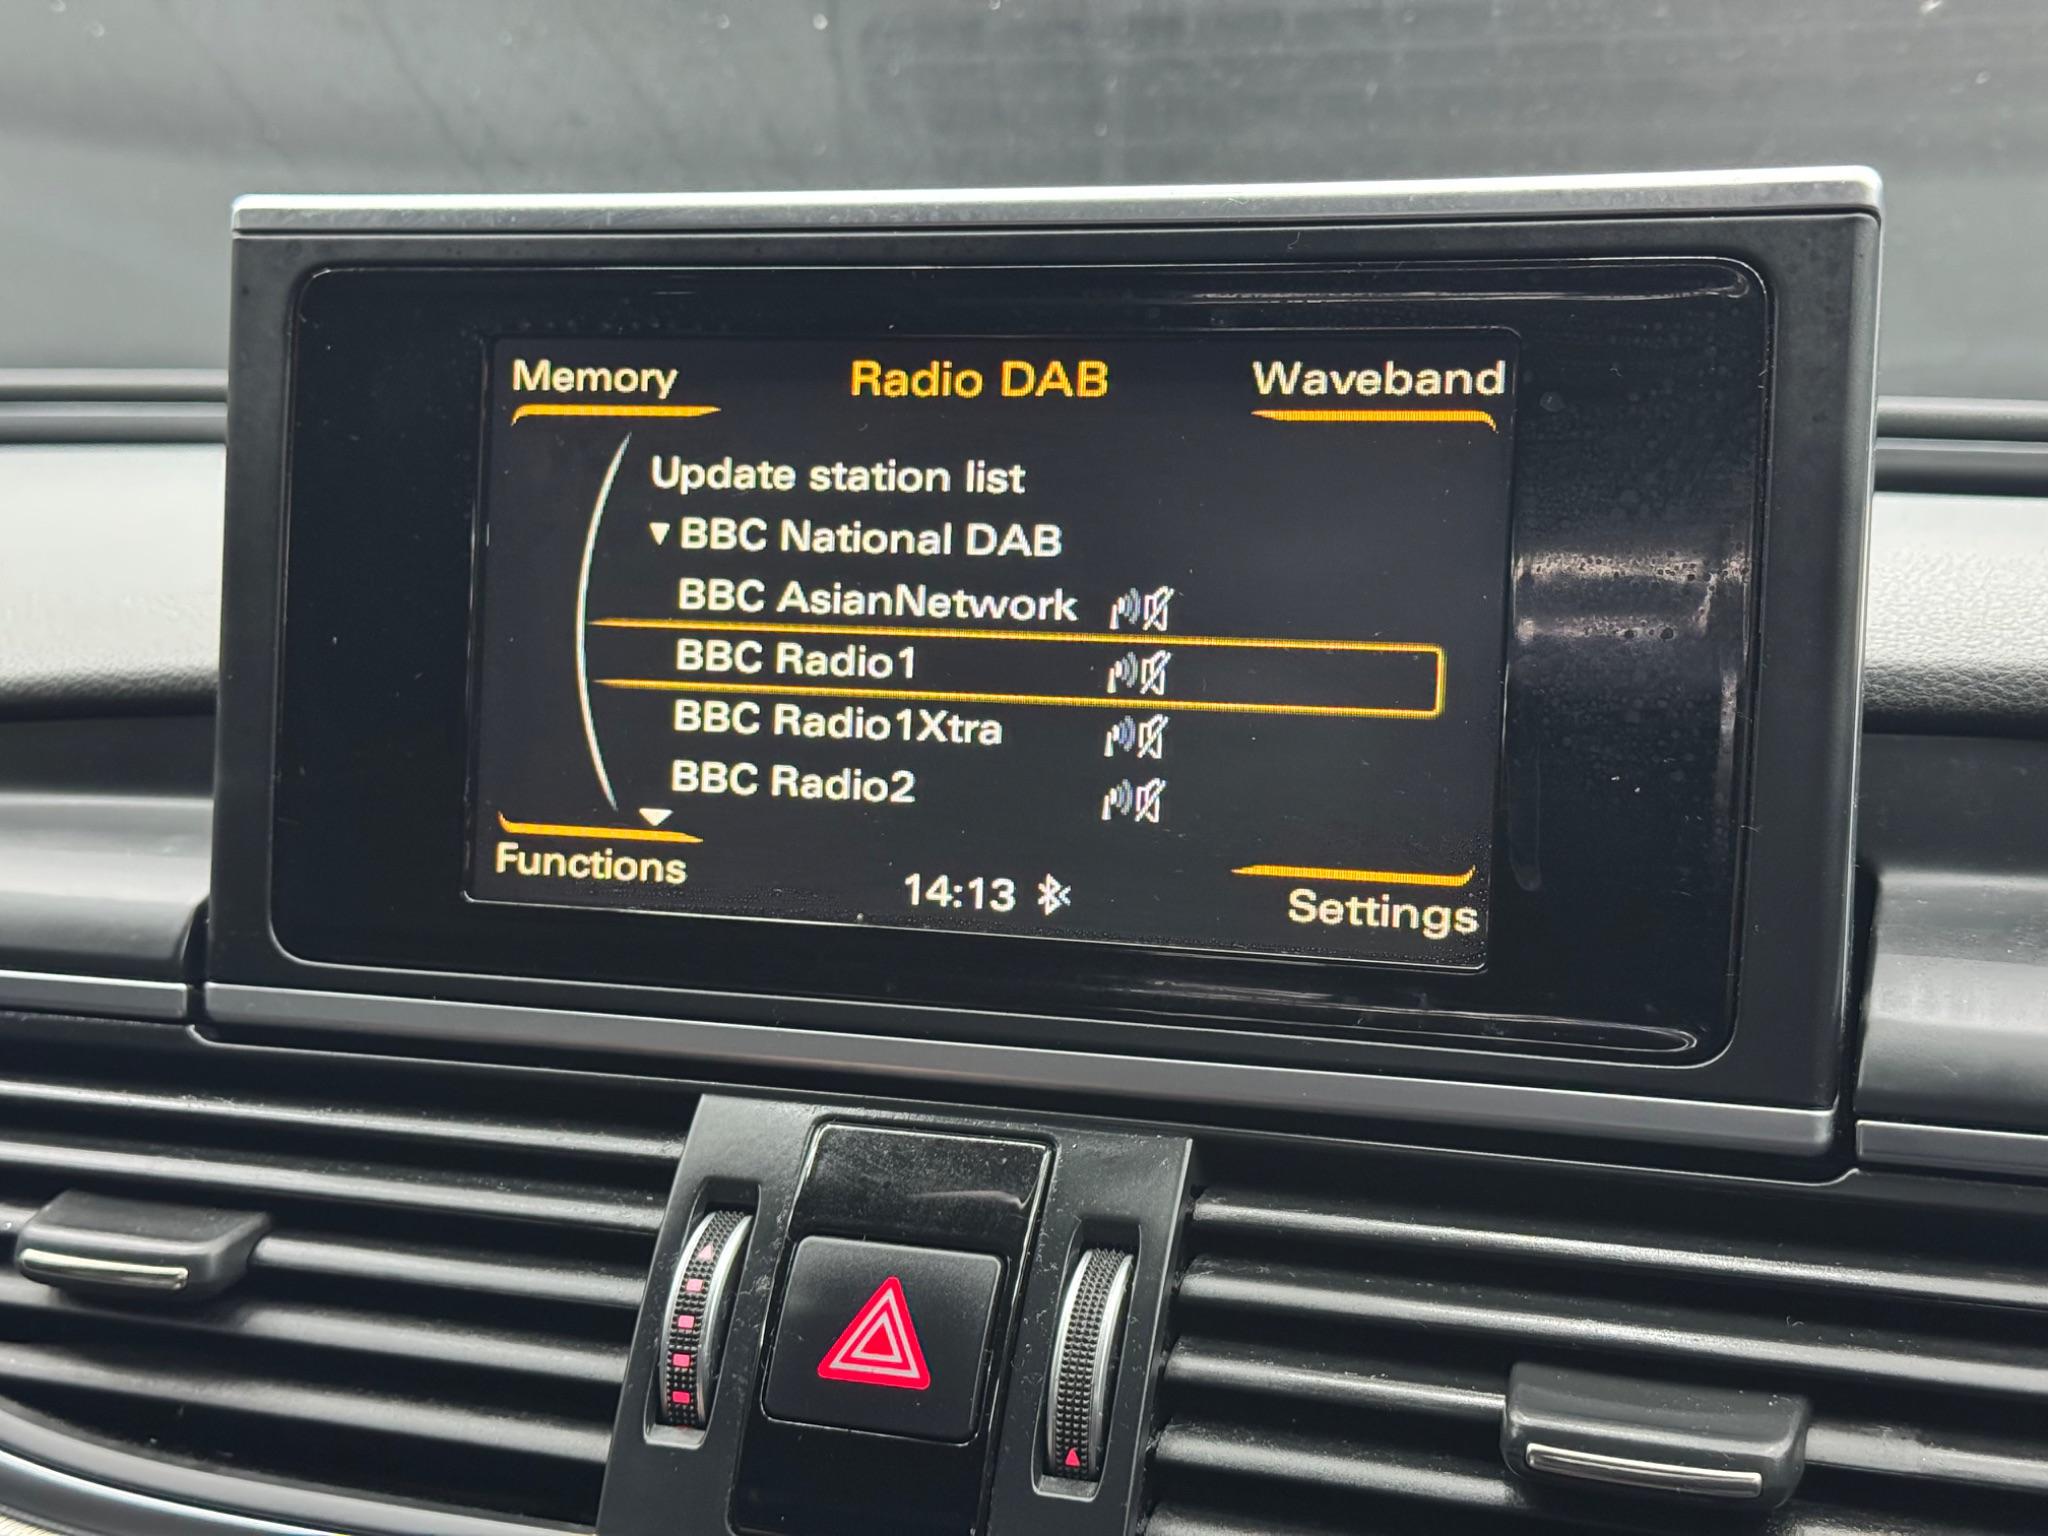 Memory
Radio DAB
Waveband
Update station list
BBC National DAB
BBC AsianNetwork
BBC Radio1
BBC Radio1Xtra
BBC Radio2
Functions
14:13
Settings